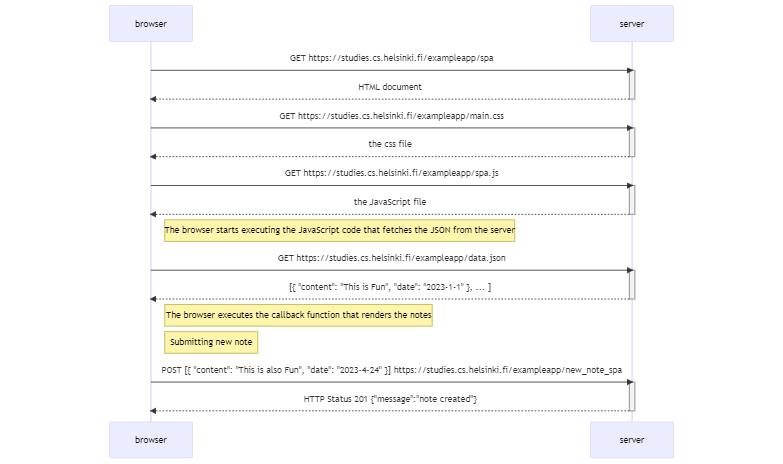 browser
server
GET https://studies.cs.helsinki.fi/exampleapp/spa
HTML document
GET https://studies.cs.helsinki.fi/exampleapp/main.css
the css file
GET https://studies.cs.helsinki.fi/exampleapp/spa.js
the JavaScript file
The browser starts executing the JavaScript code that fetches the JSON from the server
GET https://studies.cs.helsinki.fi/exampleapp/data.json
[{ "content": "This is Fun", "date": "2023-1-1" }, ... ]
The browser executes the callback function that renders the notes
Submitting new note
POST [{ "content": "This is also Fun", "date": "2023-4-24" }] https://studies.cs.helsinki.fi/exampleapp/new_note_spa
HTTP Status 201 {"message":"note created"}
browser
server